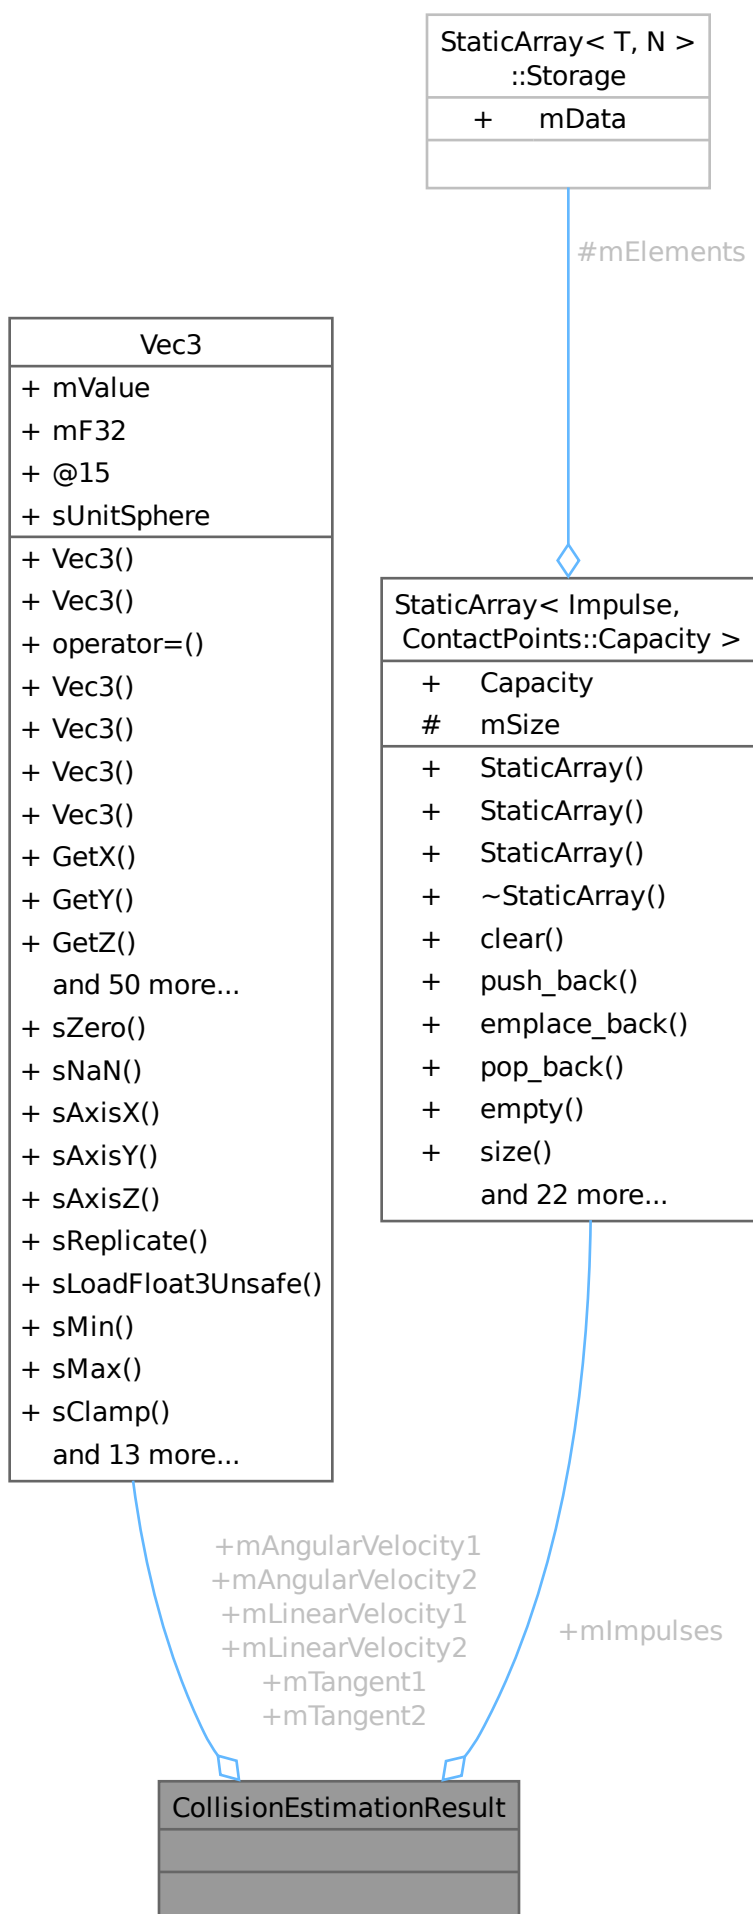 StaticArray< T, N >
::Storage
+ mData
#mElements
Vec3
+ mValue
+ mF32
+ @15
+ sUnitSphere
+ Vec3()
+ Vec3()
+ operator=()
+ Vec3()
+ Vec3()
+ Vec3()
+ Vec3()
+ GetX()
+ GetY()
+ GetZ()
and 50 more...
+ sZero()
+ sNaN()
+ sAxisX()
+ sAxisY()
+ sAxisZ()
+ sReplicate()
+ sLoadFloat3Unsafe()
+ sMin()
+ sMax()
+ sClamp()
and 13 more...
StaticArray< Impulse,
ContactPoints::Capacity >
+ Capacity
# mSize
+ StaticArray()
+ StaticArray()
+ StaticArray()
+ ~StaticArray()
+ clear()
+ push_back()
+ emplace_back()
+ pop_back()
+ empty()
+ size()
and 22 more...
+mAngularVelocity1
+mAngularVelocity2
+mLinearVelocity1
+mLinearVelocity2
+mTangent1
+mTangent2
+mImpulses
CollisionEstimationResult